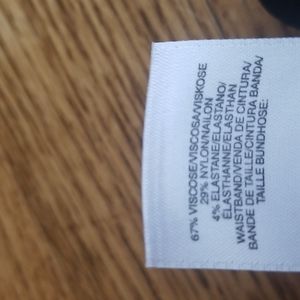 67% VISCOSE/VISCOSA/VISKOSE
29% NYLON/NAILON
4% ELASTANE/ELASTANO/
ELASTHANNE/ELASTHAN
WAISTBAND/VENDA DE CINTURA/
BANDE DE TAILLE/CINTURA BANDA/
TAILLE BUNDHOSE: